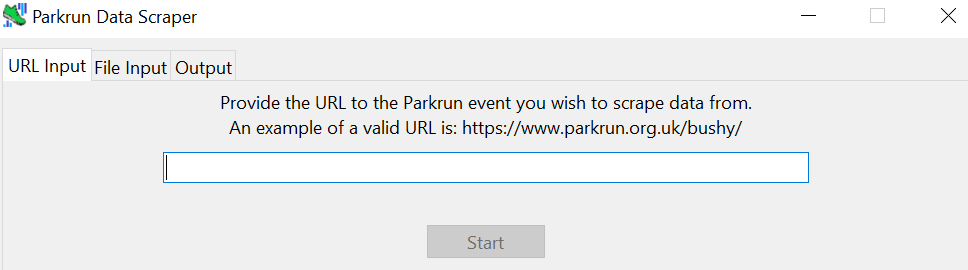 Parkrun Data Scraper
URL Input File Input Output
Provide the URL to the Parkrun event you wish to scrape data from.
An example of a valid URL is: https://www.parkrun.org.uk/bushy/
Start